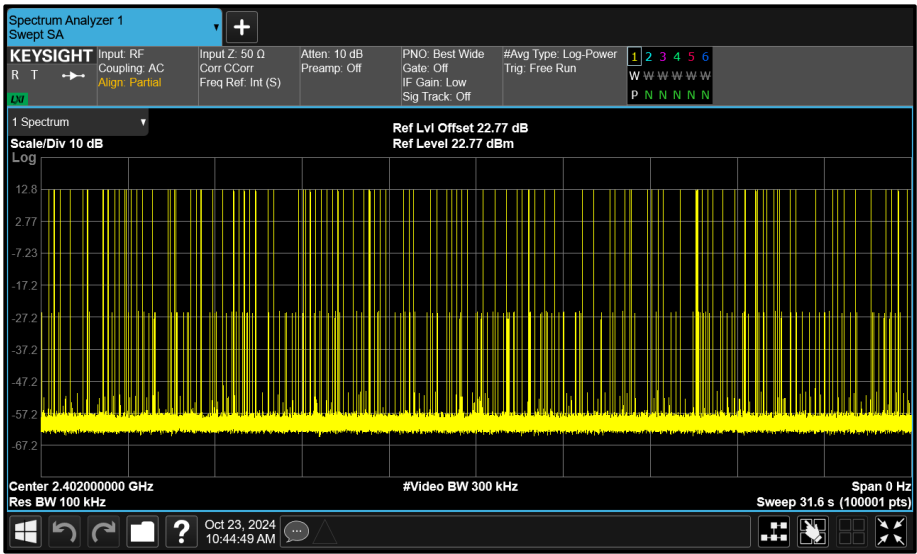 Spectrum Analyzer 1
Swept SA
KEYSIGHT Input: RF Input Z: 50 Ω Atten: 10 dB PNO: Best Wide #Avg Type: Log-Power 1 2 3 4 5 6
R T Coupling: AC Corr CCorr Preamp: Off Gate: Off Trig: Free Run W W W W W W
Align: Partial Freq Ref: Int (S) IF Gain: Low P N N N N N
LXI Sig Track: Off
1 Spectrum
Ref Lvl Offset 22.77 dB
Scale/Div 10 dB Ref Level 22.77 dBm
Log
12.8
2.77
-7.23
-17.2
-27.2
-37.2
-47.2
-57.2
-67.2
Center 2.402000000 GHz #Video BW 300 kHz Span 0 Hz
Res BW 100 kHz Sweep 31.6 s (100001 pts)
? Oct 23, 2024
10:44:49 AM